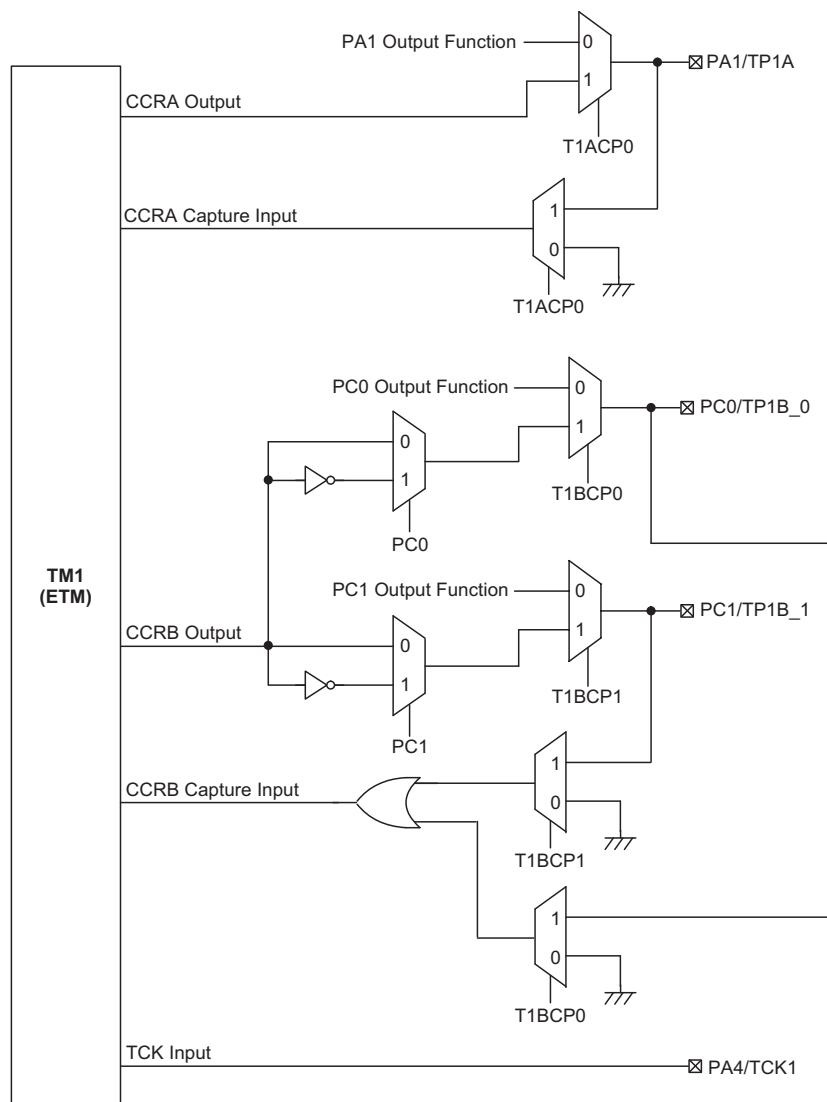 PA1 Output Function
0
PA1/TP1A
1
CCRA Output
T1ACP0
CCRA Capture Input
1
0
T1ACP0
PC0 Output Function
0
PC0/TP1B_0
1
0
1
T1BCP0
PC0
TM1
(ETM)
PC1 Output Function
0
PC1/TP1B_1
1
CCRB Output
0
1
T1BCP1
PC1
1
CCRB Capture Input
0
T1BCP1
1
0
T1BCP0
TCK Input
PA4/TCK1